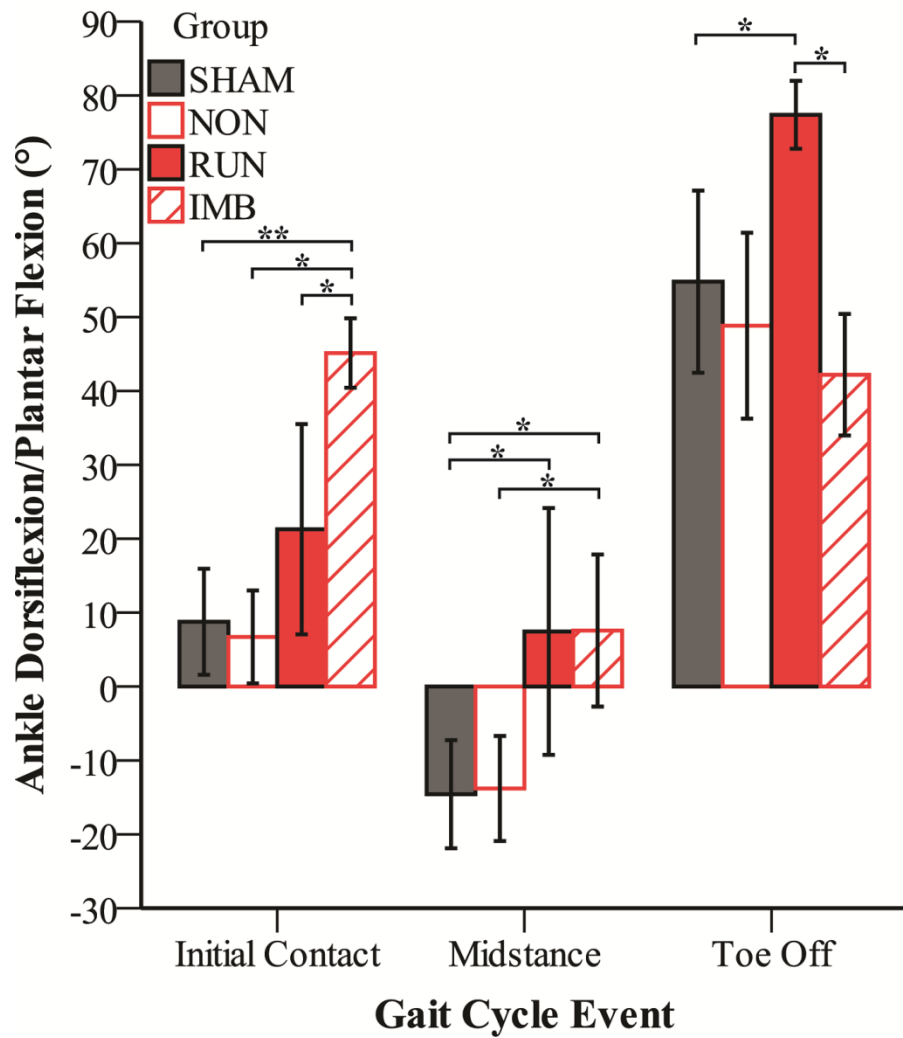 Ankle Dorsiflexion/Plantar Flexion (°)
90
80
70
60
50
40
30
20
10
0
-10
-20
-30
Group
SHAM
NON
RUN
IMB
**
*
*
*
*
*
*
*
Initial Contact
Midstance
Toe Off
Gait Cycle Event